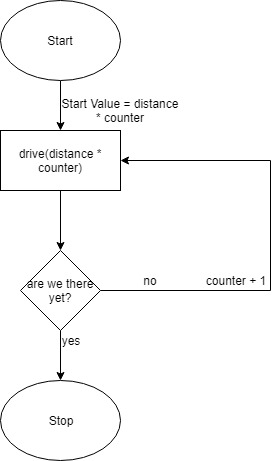 Start
Start Value = distance
* counter
drive(distance *
counter)
are we there
yet?
no
counter + 1
yes
Stop